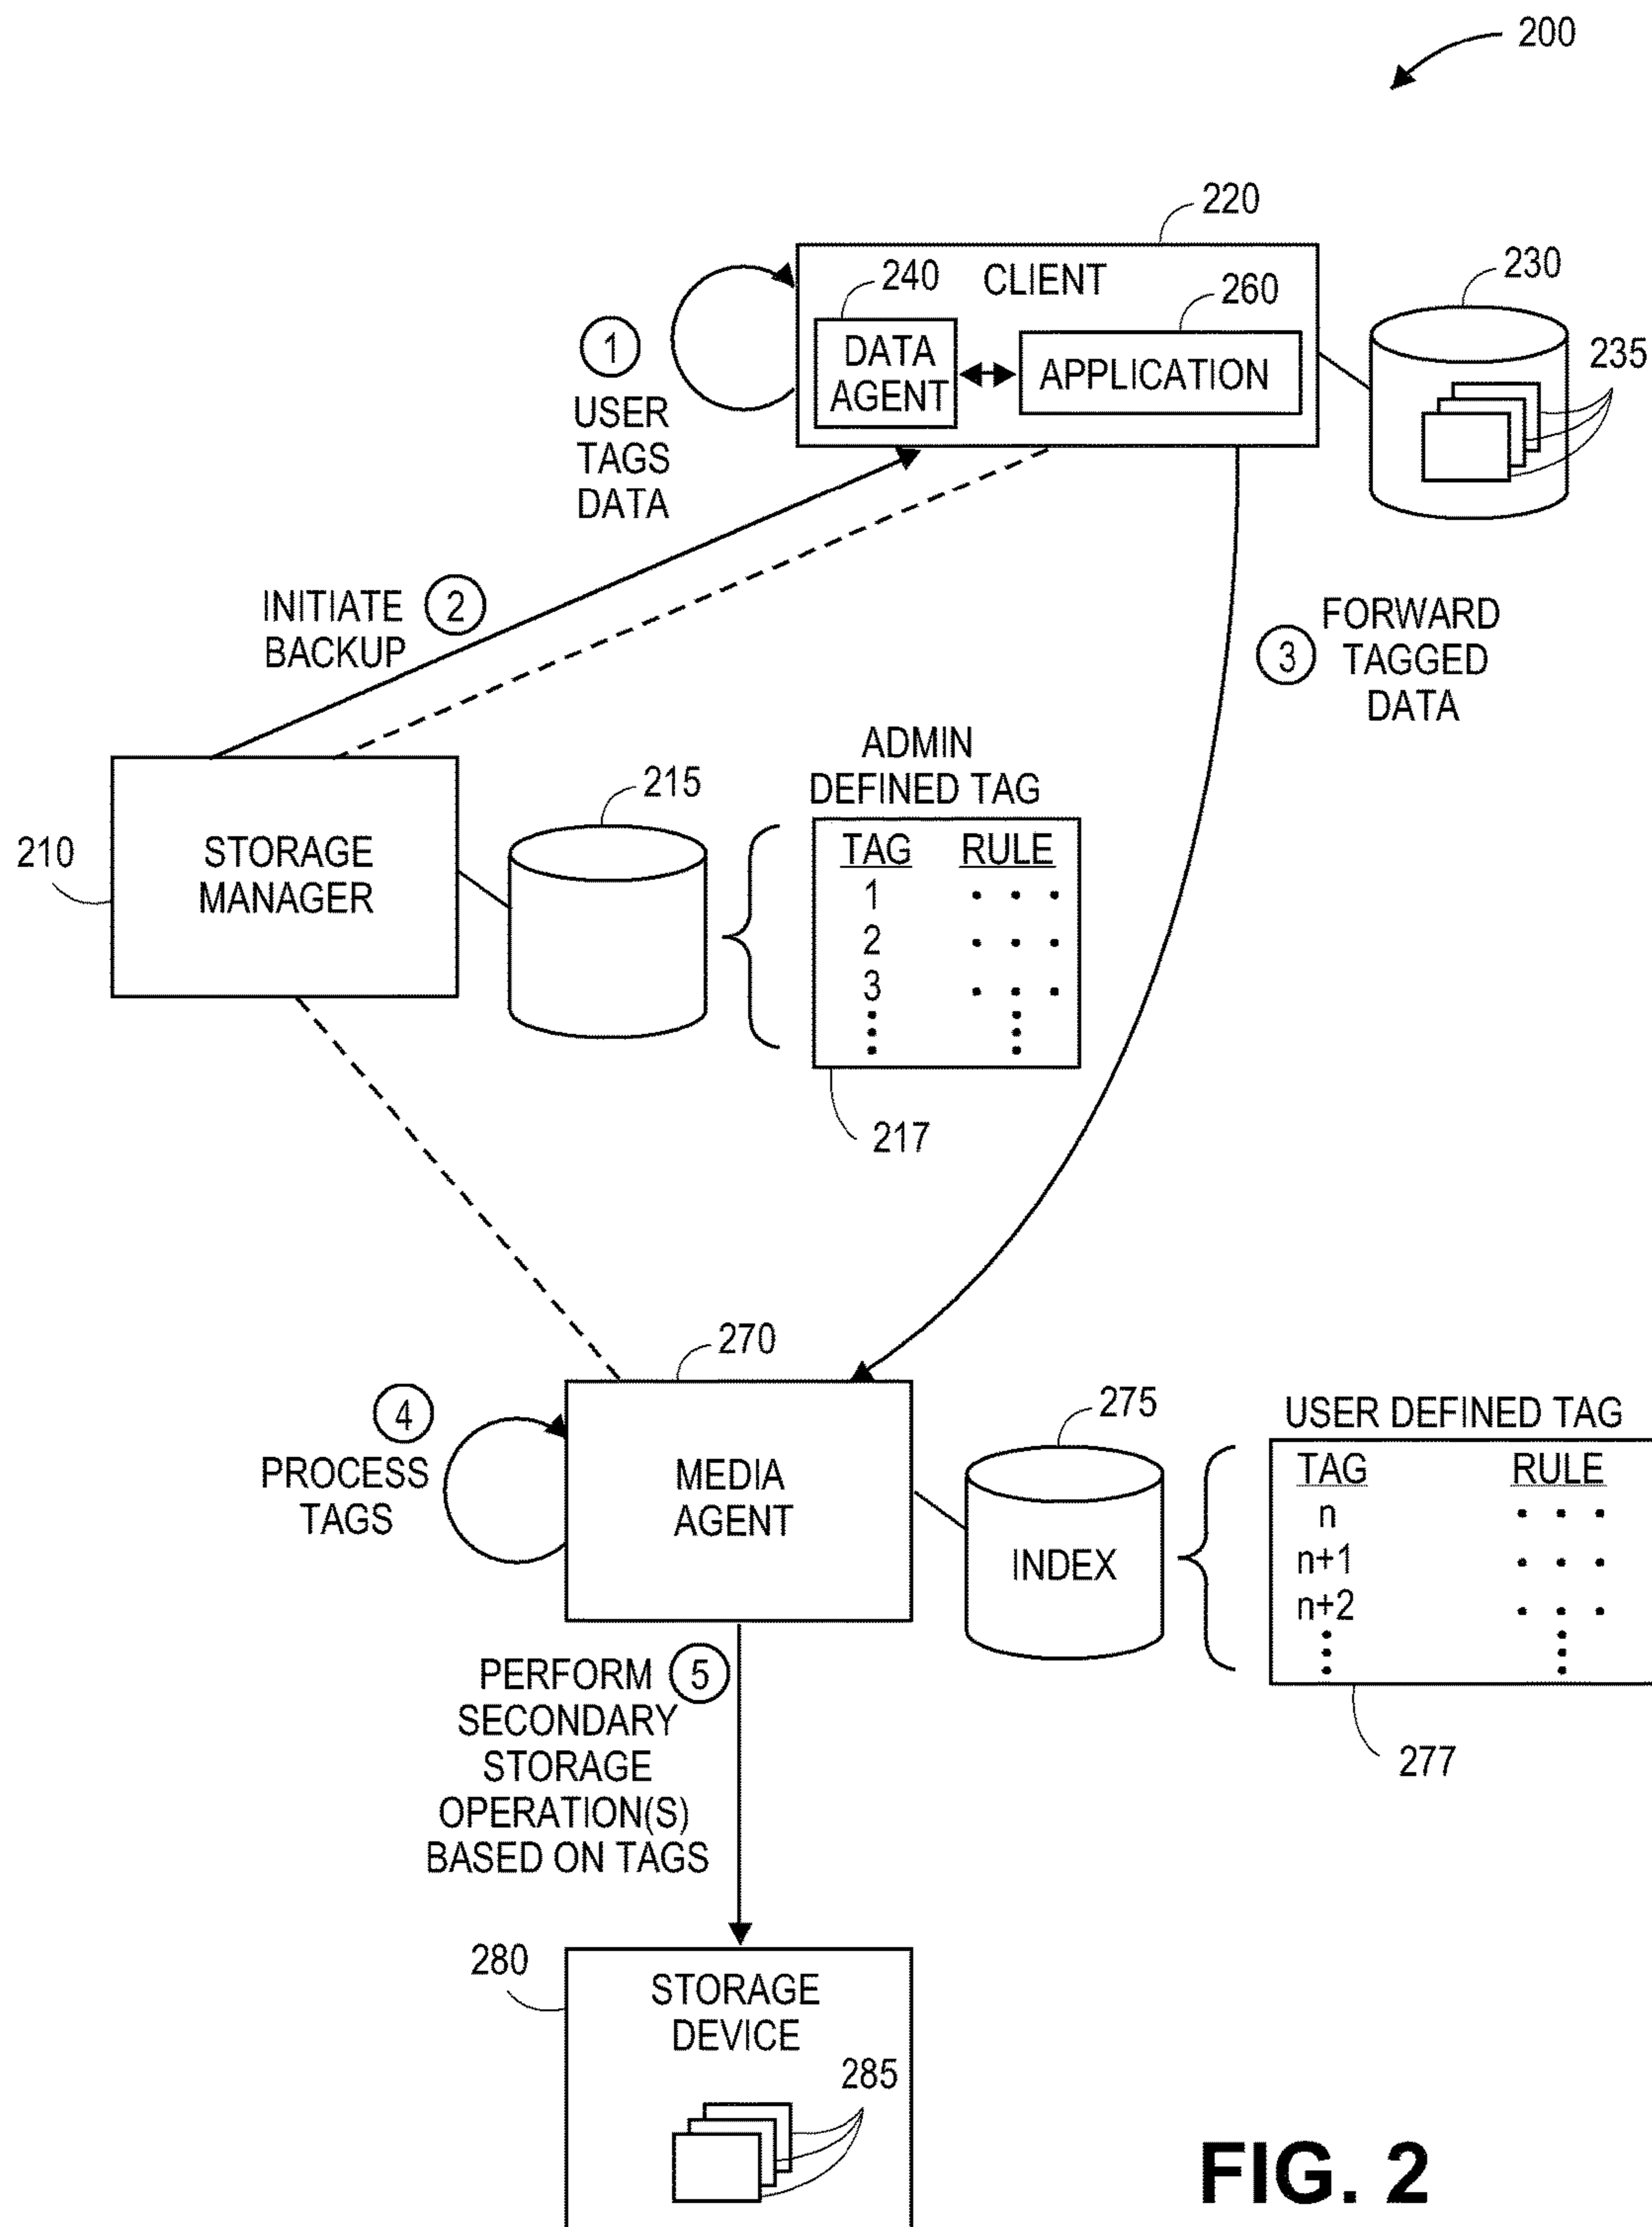 200
220
CLIENT
240
260
230
235
DATA
AGENT
APPLICATION
1
USER
TAGS
DATA
INITIATE
BACKUP
2
3
FORWARD
TAGGED
DATA
210
STORAGE
MANAGER
215
ADMIN
DEFINED TAG
TAG RULE
1 . . .
2 . . .
3 . . .
217
270
4
PROCESS
TAGS
MEDIA
AGENT
275
INDEX
USER DEFINED TAG
TAG RULE
n . . .
n+1 . . .
n+2 . . .
277
PERFORM 5
SECONDARY
STORAGE
OPERATION(S)
BASED ON TAGS
280
STORAGE
DEVICE
285
FIG. 2